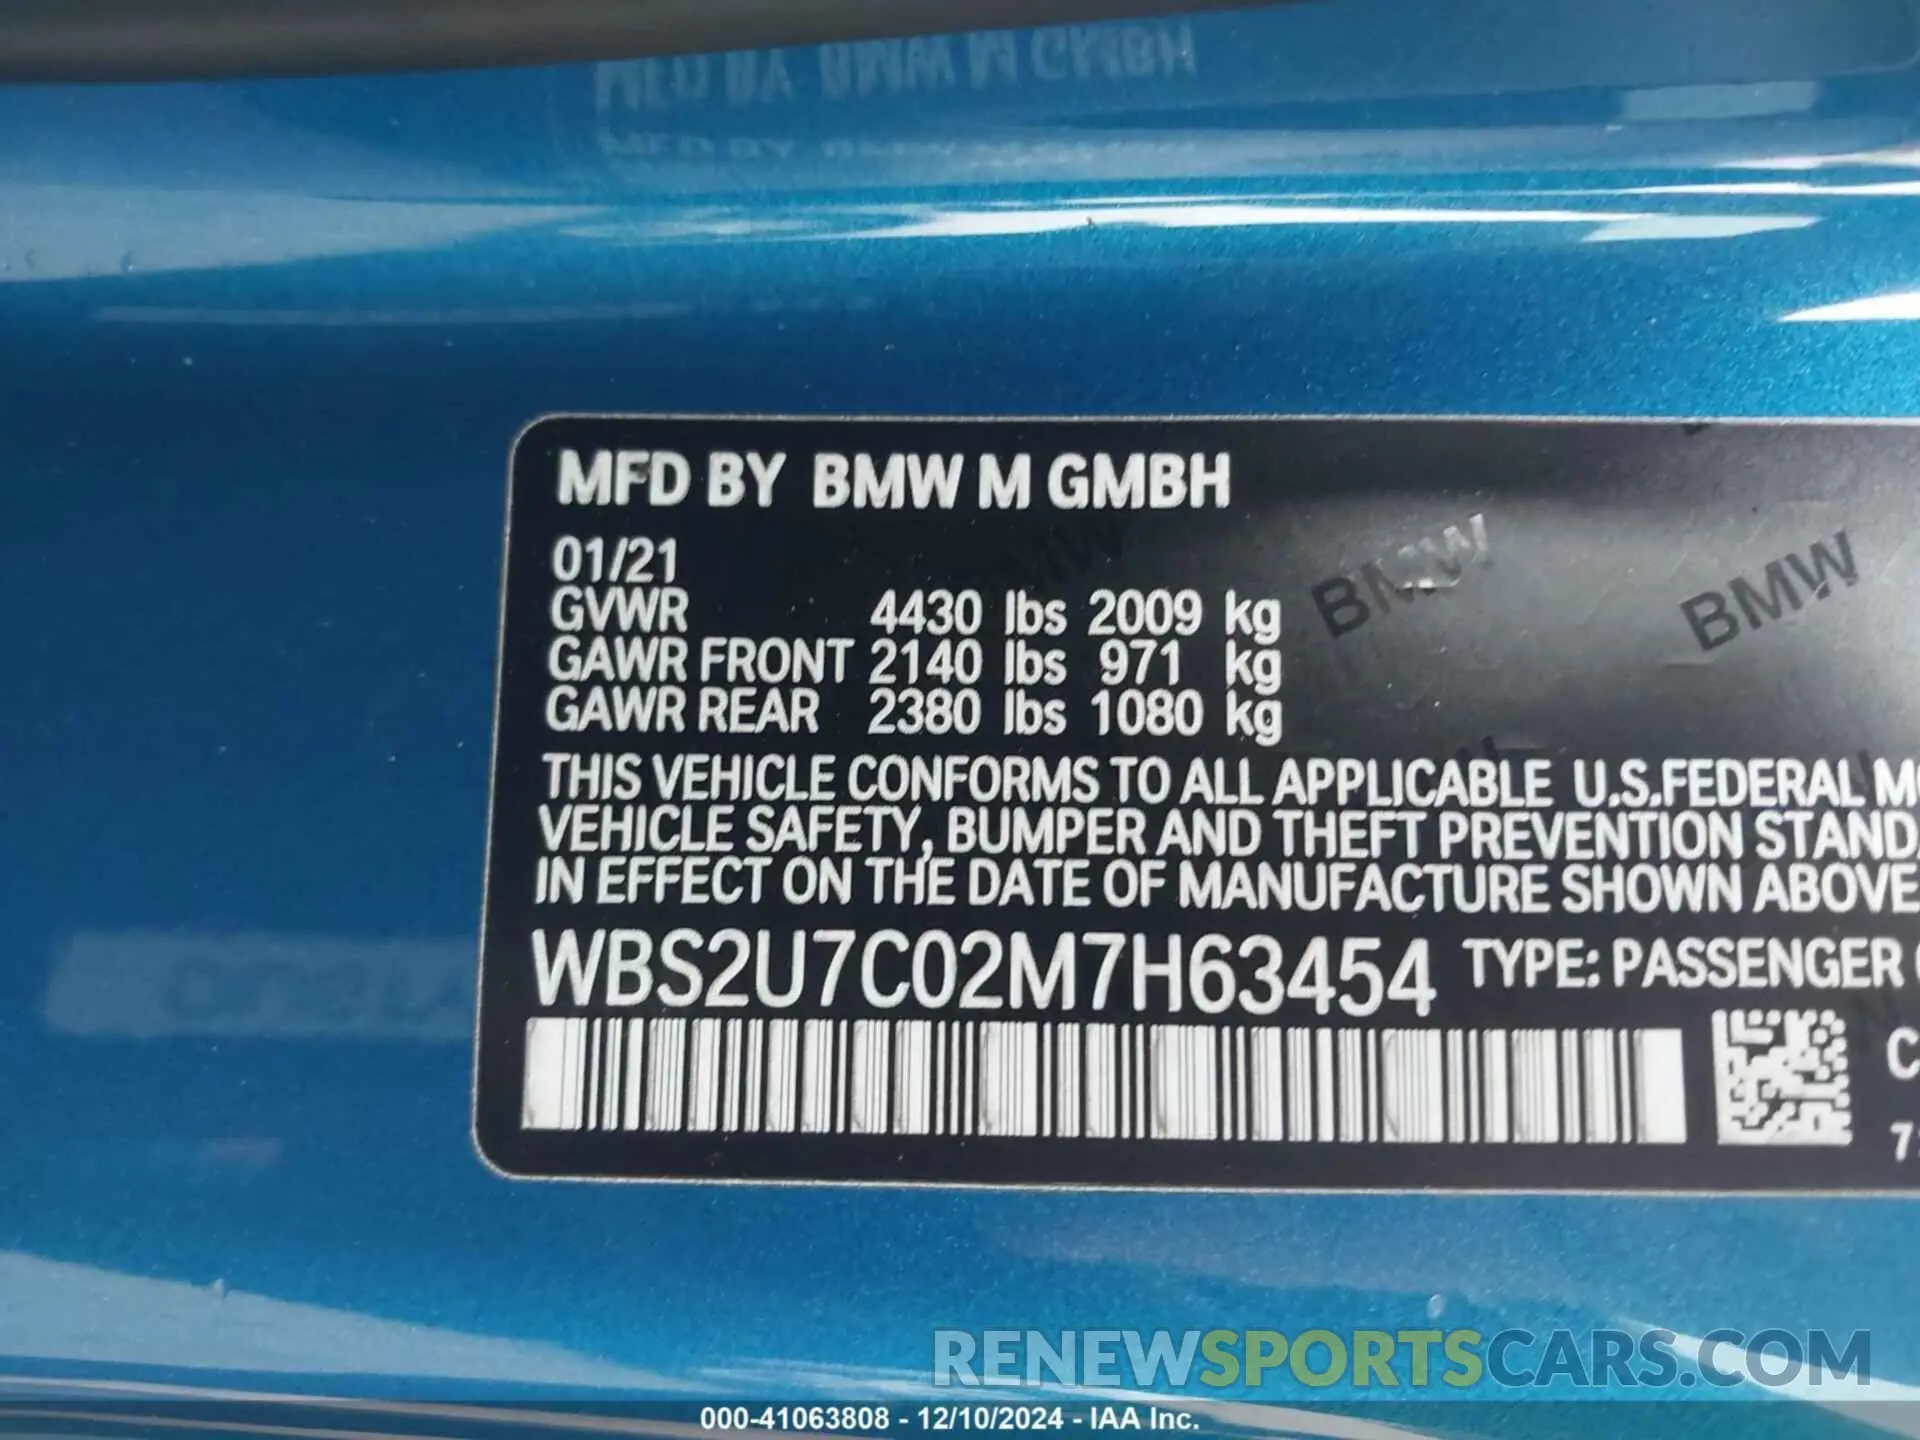 MFD BY BMW M GMBH
01/21
GVWR 4430 lbs 2009 kg
GAWR FRONT 2140 lbs 971 kg
GAWR REAR 2380 lbs 1080 kg
THIS VEHICLE CONFORMS TO ALL APPLICABLE U.S.FEDERAL
VEHICLE SAFETY, BUMPER AND THEFT PREVENTION
IN EFFECT ON THE DATE OF MANUFACTURE SHOWN ABOVE
WBS2U7C02M7H63454 TYPE: PASSENGER
BMW BMW
RENEWSPORTSCARS.COM
000-41063808 - 12/10/2024 - IAA Inc.